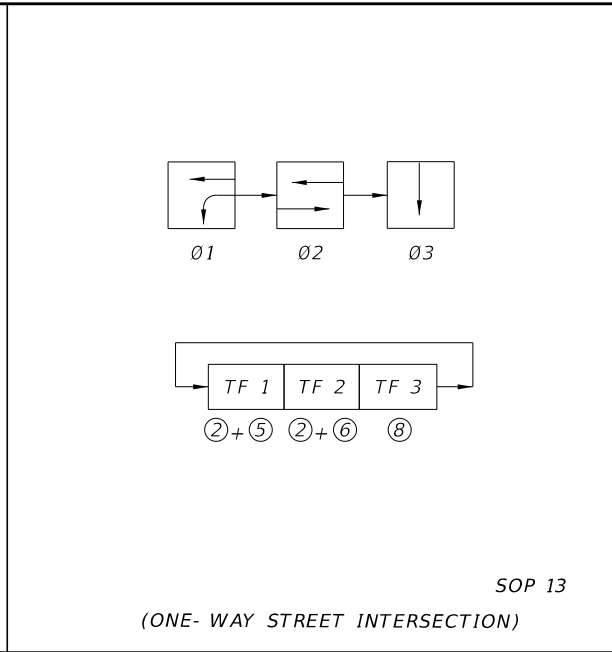 Ø1 Ø2 Ø3
TF 1 TF 2 TF 3
②+⑤ ②+⑥ ⑧
SOP 13
(ONE- WAY STREET INTERSECTION)